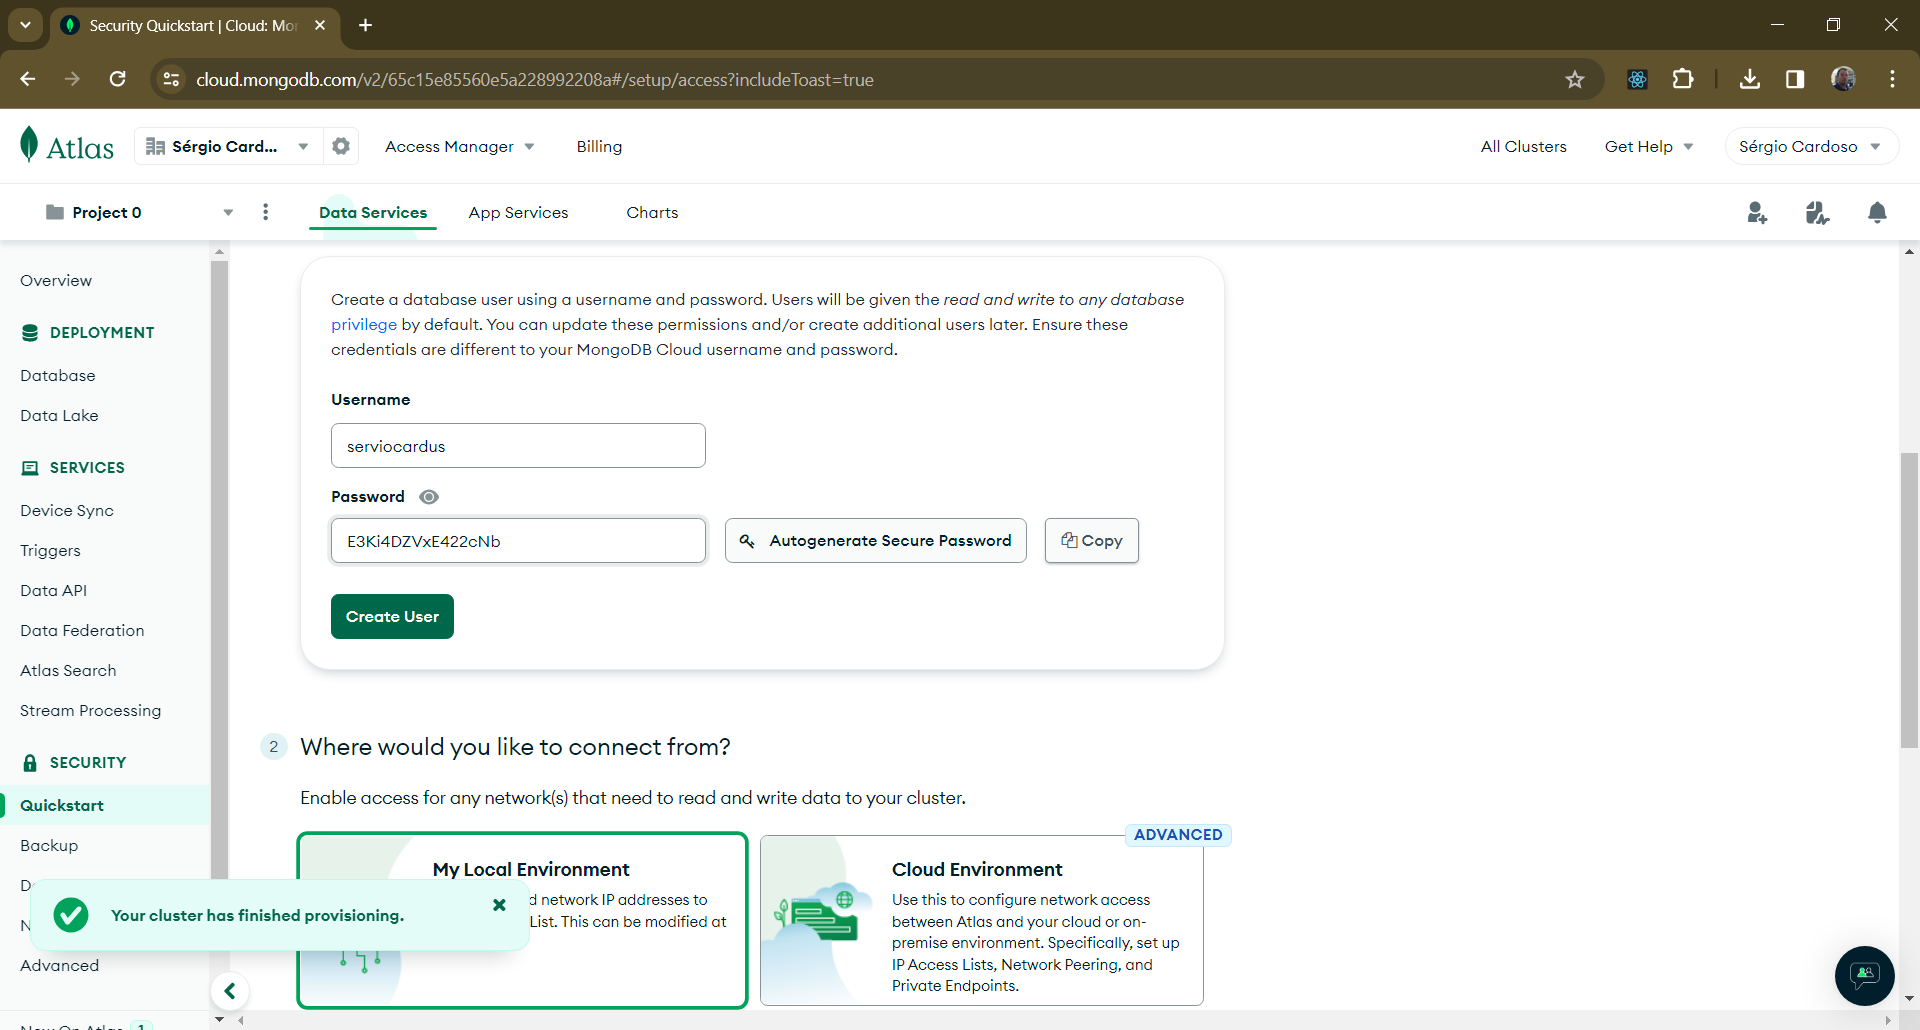 Security Quickstart | Cloud: Mon
cloud.mongodb.com/v2/65c15e85560e5a228992208a#/setup/access?includeToast=true
Atlas
Sérgio Card...
Access Manager
Billing
All Clusters
Get Help
Sérgio Cardoso
Project 0
Data Services
App Services
Charts
Overview
DEPLOYMENT
Database
Data Lake
SERVICES
Device Sync
Triggers
Data API
Data Federation
Atlas Search
Stream Processing
SECURITY
Quickstart
Backup
Advanced
New On Atlas 1
Create a database user using a username and password. Users will be given the read and write to any database
privilege by default. You can update these permissions and/or create additional users later. Ensure these
credentials are different to your MongoDB Cloud username and password.
Username
serviocardus
Password
E3Ki4DZVxE422cNb
Autogenerate Secure Password
Copy
Create User
2 Where would you like to connect from?
Enable access for any network(s) that need to read and write data to your cluster.
My Local Environment
network IP addresses to
List. This can be modified at
ADVANCED
Cloud Environment
Use this to configure network access
between Atlas and your cloud or on-
premise environment. Specifically, set up
IP Access Lists, Network Peering, and
Private Endpoints.
Your cluster has finished provisioning.